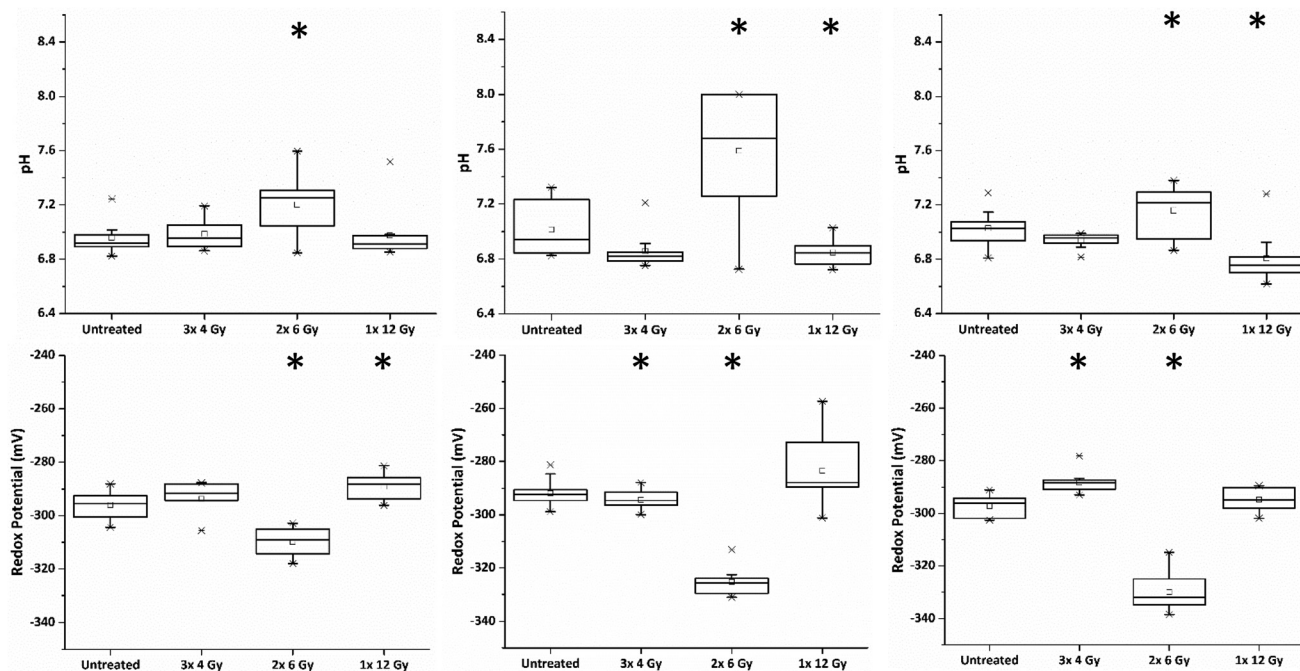 * * * * *
8.4 8.4 8.4
8.0 8.0 8.0
pH 7.6 pH 7.6 pH 7.6
7.2 7.2 7.2
6.8 6.8 6.8
6.4 6.4 6.4
Untreated 3x 4 Gy 2x 6 Gy 1x 12 Gy Untreated 3x 4 Gy 2x 6 Gy 1x 12 Gy Untreated 3x 4 Gy 2x 6 Gy 1x 12 Gy
-240 * * -240 * * -240 * *
-260 -260 -260
-280 -280 -280
Redox Potential (mV) -300 Redox Potential (mV) -300 Redox Potential (mV) -300
-320 -320 -320
-340 -340 -340
Untreated 3x 4 Gy 2x 6 Gy 1x 12 Gy Untreated 3x 4 Gy 2x 6 Gy 1x 12 Gy Untreated 3x 4 Gy 2x 6 Gy 1x 12 Gy